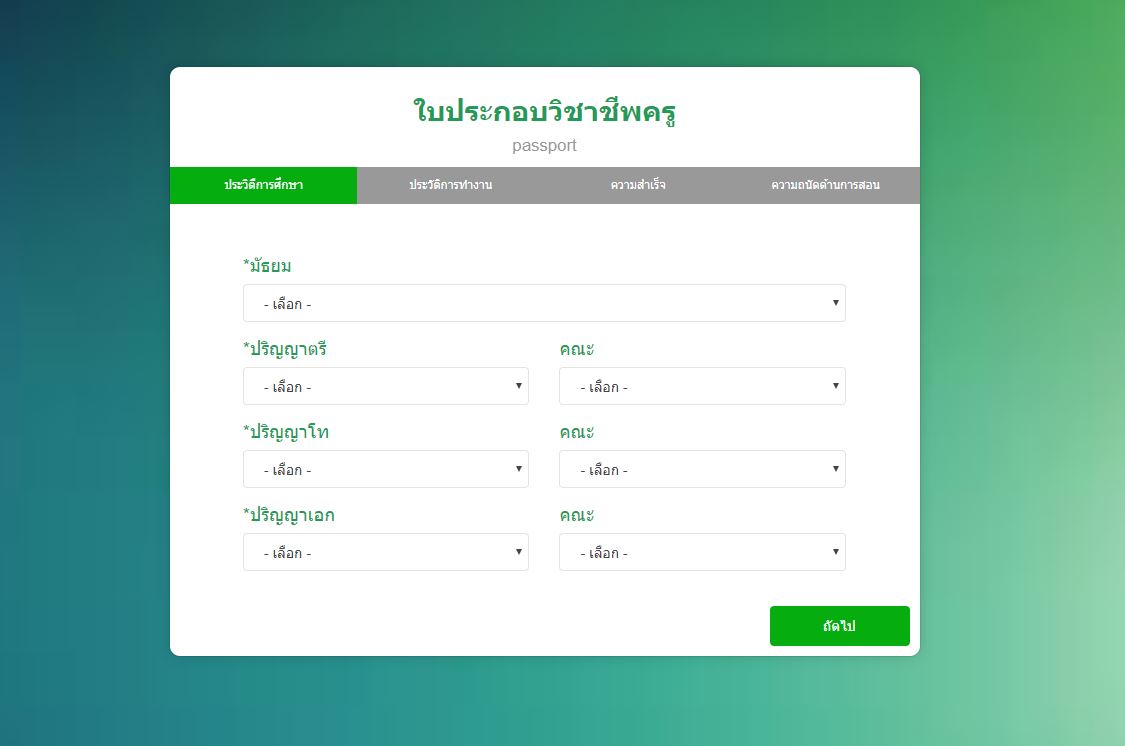 ใบประกอบวิชาชีพครู
passport
ประวัติการศึกษา ประวัติการทำงาน ความสำเร็จ ความถนัดด้านการสอน
*มัธยม
- เลือก -
*ปริญญาตรี คณะ
- เลือก - - เลือก -
*ปริญญาโท คณะ
- เลือก - - เลือก -
*ปริญญาเอก คณะ
- เลือก - - เลือก -
ถัดไป